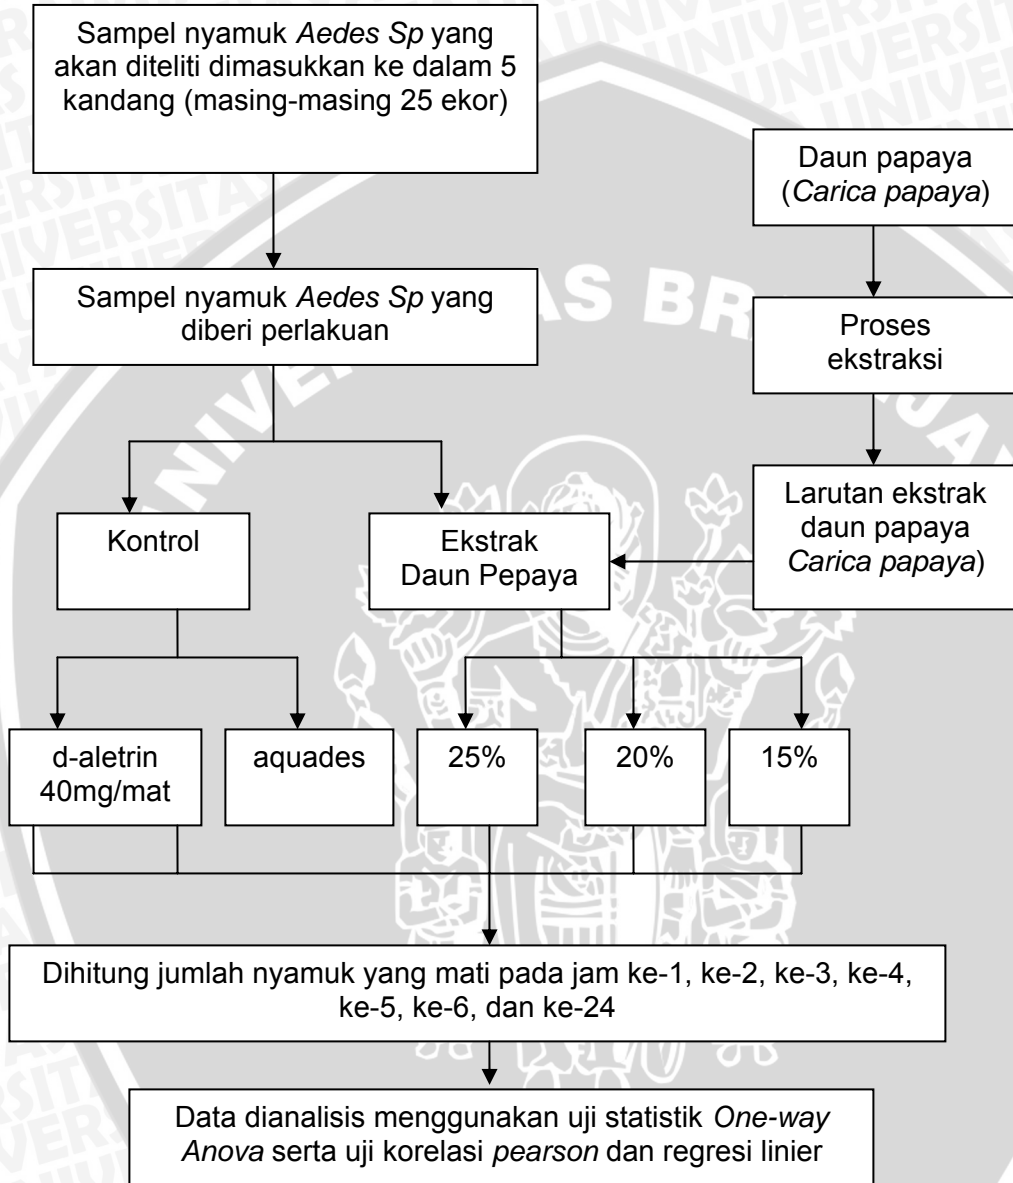 Sampel nyamuk Aedes Sp yang
akan diteliti dimasukkan ke dalam 5
kandang (masing-masing 25 ekor)
Daun papaya
(Carica papaya)
Sampel nyamuk Aedes Sp yang
diberi perlakuan
Proses
ekstraksi
Kontrol
Ekstrak
Daun Pepaya
Larutan ekstrak
daun papaya
Carica papaya)
d-aletrin
40mg/mat
aquades
25%
20%
15%
Dihitung jumlah nyamuk yang mati pada jam ke-1, ke-2, ke-3, ke-4,
ke-5, ke-6, dan ke-24
Data dianalisis menggunakan uji statistik One-way
Anova serta uji korelasi pearson dan regresi linier